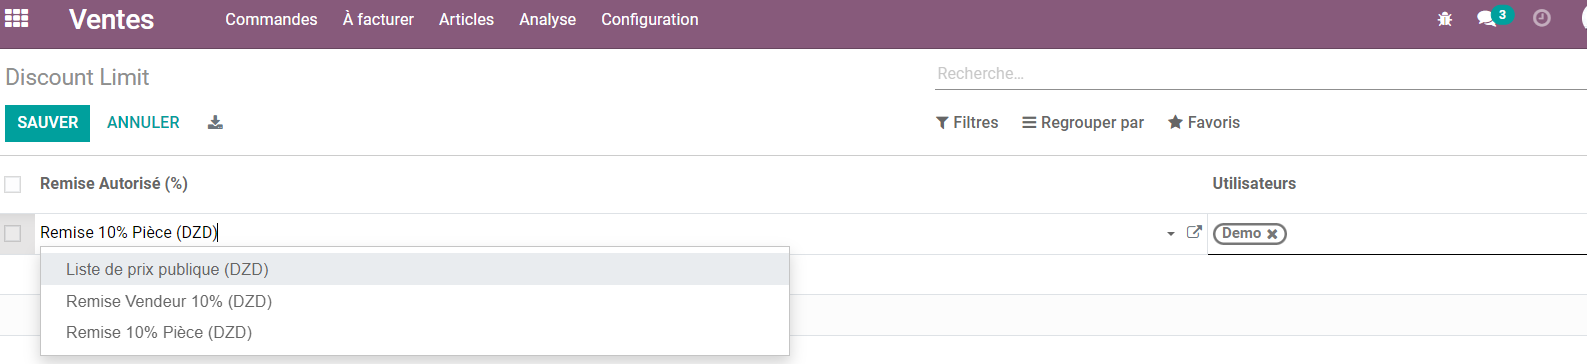 Ventes Commandes À facturer Articles Analyse Configuration 3
Discount Limit Recherche...
SAUVER ANNULER Filtres Regrouper par Favoris
Remise Autorisé (%) Utilisateurs
Remise 10% Pièce (DZD) Demo
Liste de prix publique (DZD)
Remise Vendeur 10% (DZD)
Remise 10% Pièce (DZD)